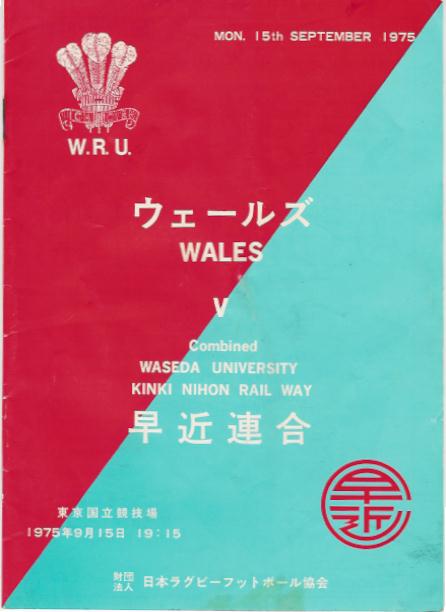 MON. 15th SEPTEMBER 1975
W.R.U.
ウェールズ
WALES
V
Combined
WASEDA UNIVERSITY
KINKI NIHON RAIL WAY
早近連合
早近
東京国立競技場
1975年9月15日 19:15
財団法人 日本ラグビーフットボール協会